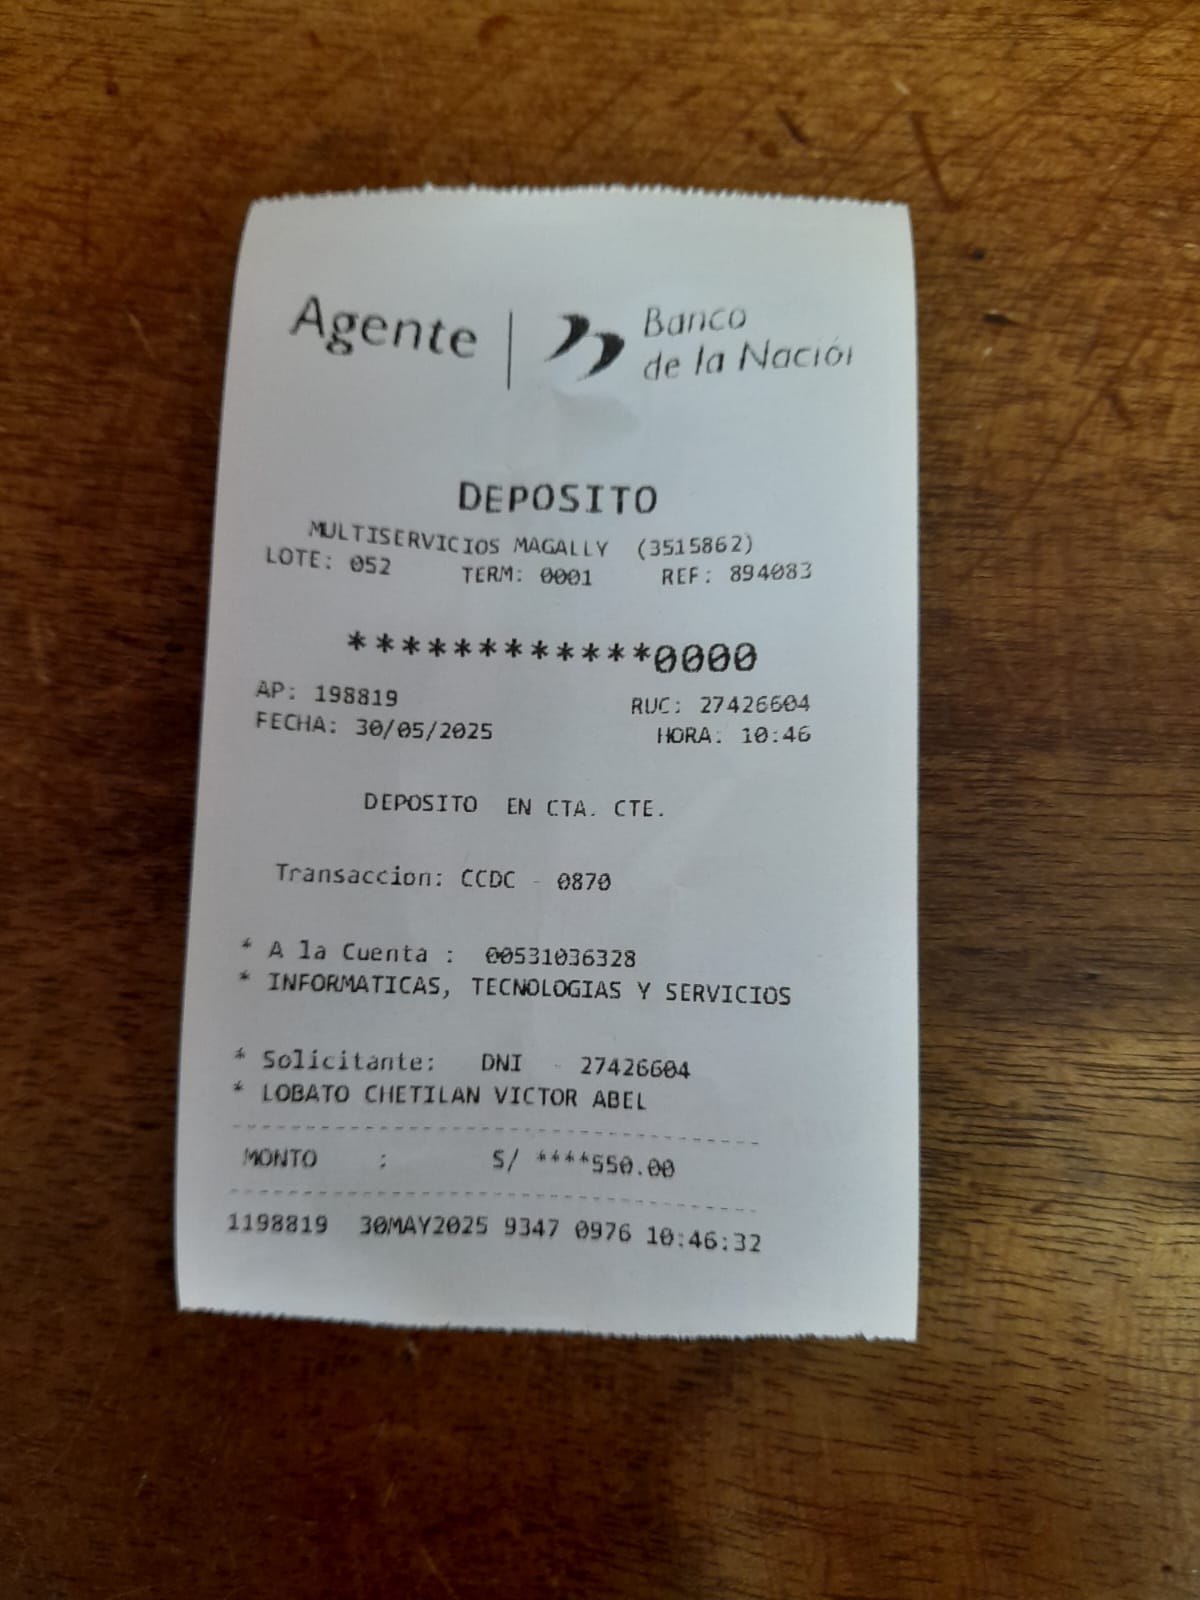 Agente | Banco
de la Nación
DEPOSITO
MULTISERVICIOS MAGALLY (3515862)
LOTE: 052 TERM: 0001 REF: 894083
************0000
AP: 198819 RUC: 27426604
FECHA: 30/05/2025 HORA: 10:46
DEPOSITO EN CTA. CTE.
Transaccion: CCDC - 0870
* A la Cuenta : 00531036328
* INFORMATICAS, TECNOLOGIAS Y SERVICIOS
* Solicitante: DNI - 27426604
* LOBATO CHETILAN VICTOR ABEL
MONTO : S/ ****550.00
1198819 30MAY2025 9347 0976 10:46:32